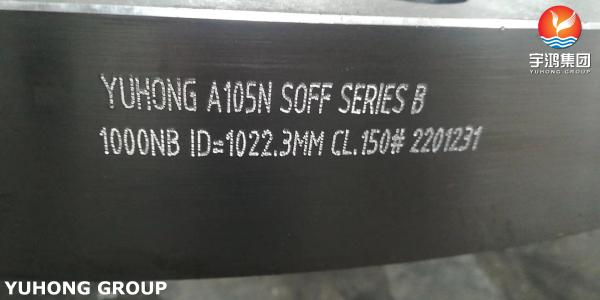 宇鸿集团
YUHONG GROUP
YUHONG A105N SOFF SERIES B
1000NB ID=1022.3MM CL.150# 2201231
YUHONG GROUP